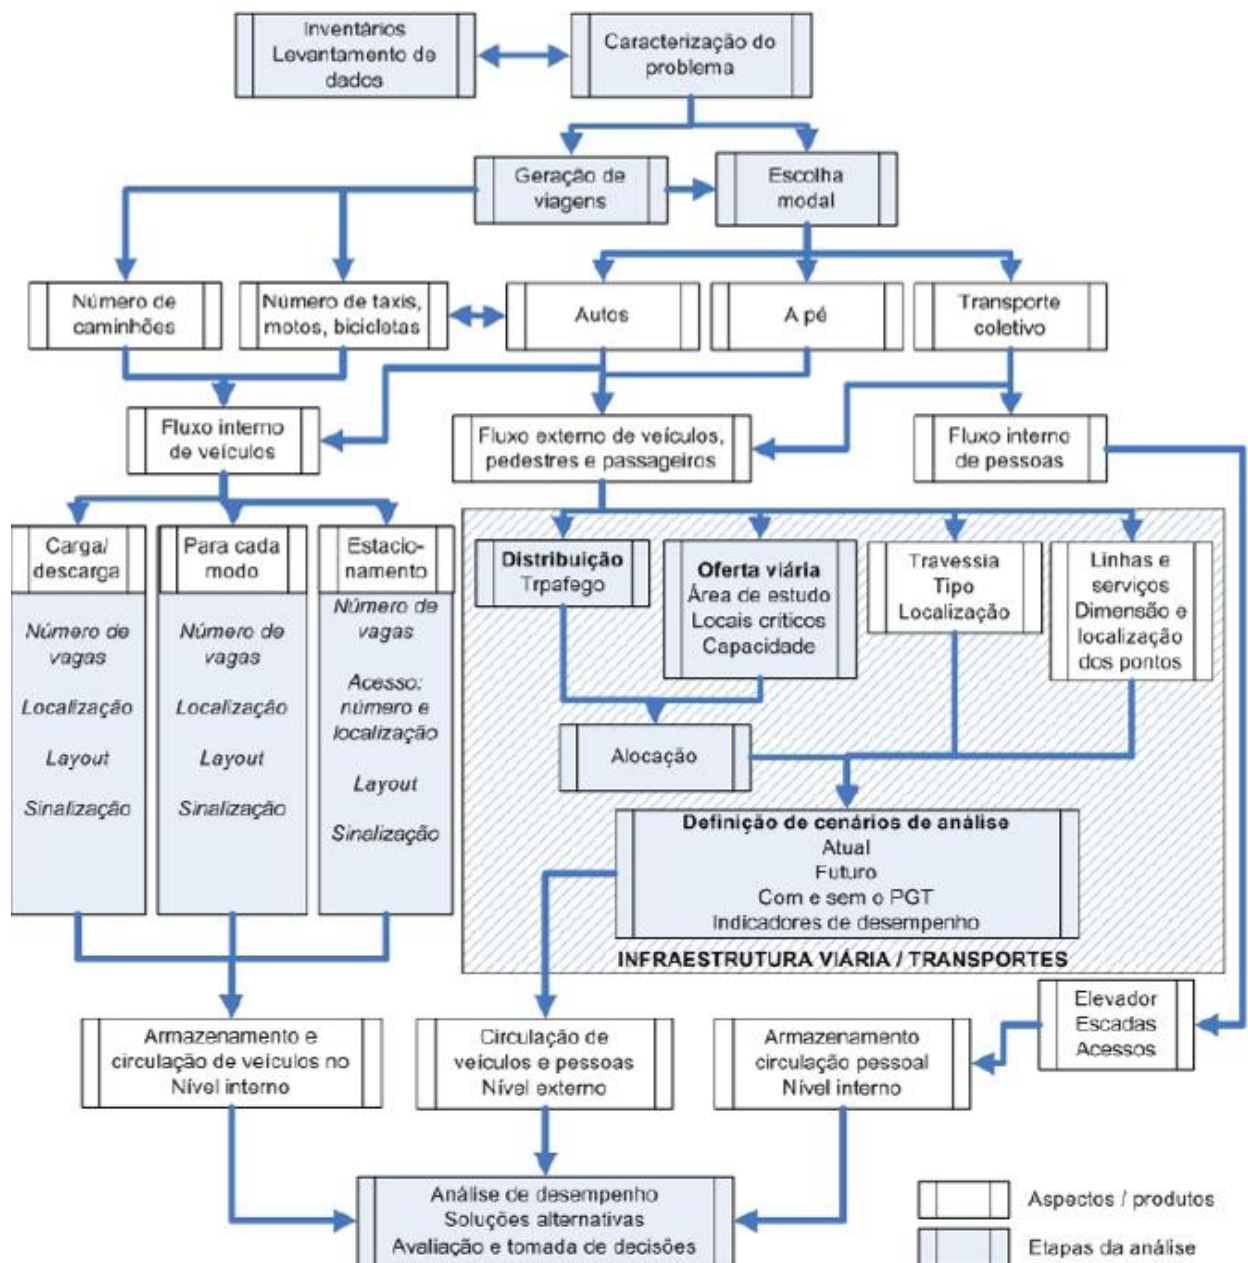 Inventários
Levantamento de
dados
Caracterização do
problema
Geração de
viagens
Escolha
modal
Número de
caminhões
Número de taxis,
motos, bicicletas
Autos
A pé
Transporte
coletivo
Fluxo interno
de veículos
Fluxo externo de veículos,
pedestres e passageiros
Fluxo interno
de pessoas
Carga/
descarga
Número de
vagas
Localização
Layout
Sinalização
Para cada
modo
Número de
vagas
Localização
Layout
Sinalização
Estacio-
namento
Número de
vagas
Acesso:
número e
localização
Layout
Sinalização
Distribuição
Trpafego
Oferta viária
Área de estudo
Locais críticos
Capacidade
Travessia
Tipo
Localização
Linhas e
serviços
Dimensão e
localização
dos pontos
Alocação
Definição de cenários de análise
Atual
Futuro
Com e sem o PGT
Indicadores de desempenho
INFRAESTRUTURA VIÁRIA / TRANSPORTES
Elevador
Escadas
Acessos
Armazenamento e
circulação de veículos no
Nível interno
Circulação de
veículos e pessoas
Nível externo
Armazenamento
circulação pessoal
Nível interno
Análise de desempenho
Soluções alternativas
Avaliação e tomada de decisões
Aspectos / produtos
Etapas da análise